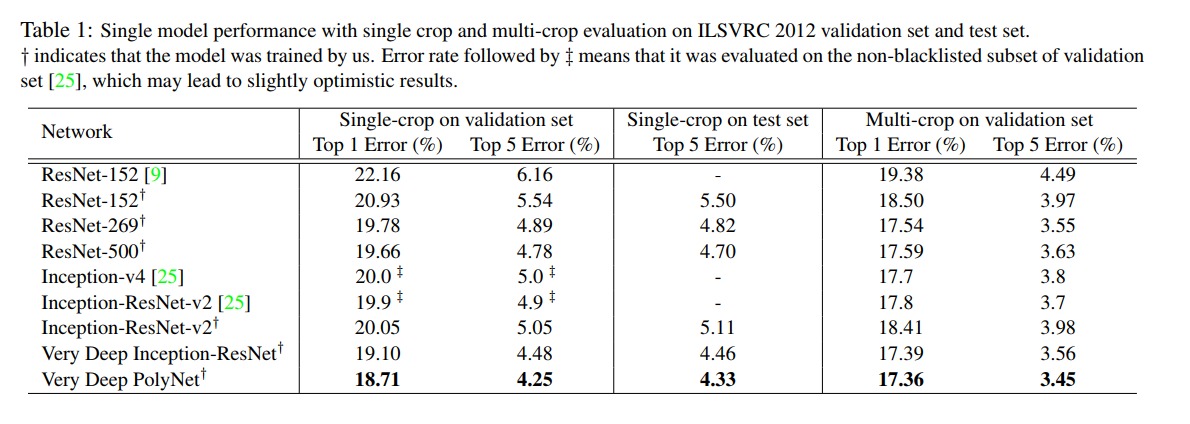 Table 1: Single model performance with single crop and multi-crop evaluation on ILSVRC 2012 validation set and test set.
† indicates that the model was trained by us. Error rate followed by ‡ means that it was evaluated on the non-blacklisted subset of validation
set [25], which may lead to slightly optimistic results.
Network Single-crop on validation set Single-crop on test set Multi-crop on validation set
Top 1 Error (%) Top 5 Error (%) Top 5 Error (%) Top 1 Error (%) Top 5 Error (%)
ResNet-152 [9] 22.16 6.16 - 19.38 4.49
ResNet-152† 20.93 5.54 5.50 18.50 3.97
ResNet-269† 19.78 4.89 4.82 17.54 3.55
ResNet-500† 19.66 4.78 4.70 17.59 3.63
Inception-v4 [25] 20.0 ‡ 5.0 ‡ - 17.7 3.8
Inception-ResNet-v2 [25] 19.9 ‡ 4.9 ‡ - 17.8 3.7
Inception-ResNet-v2† 20.05 5.05 5.11 18.41 3.98
Very Deep Inception-ResNet† 19.10 4.48 4.46 17.39 3.56
Very Deep PolyNet† 18.71 4.25 4.33 17.36 3.45